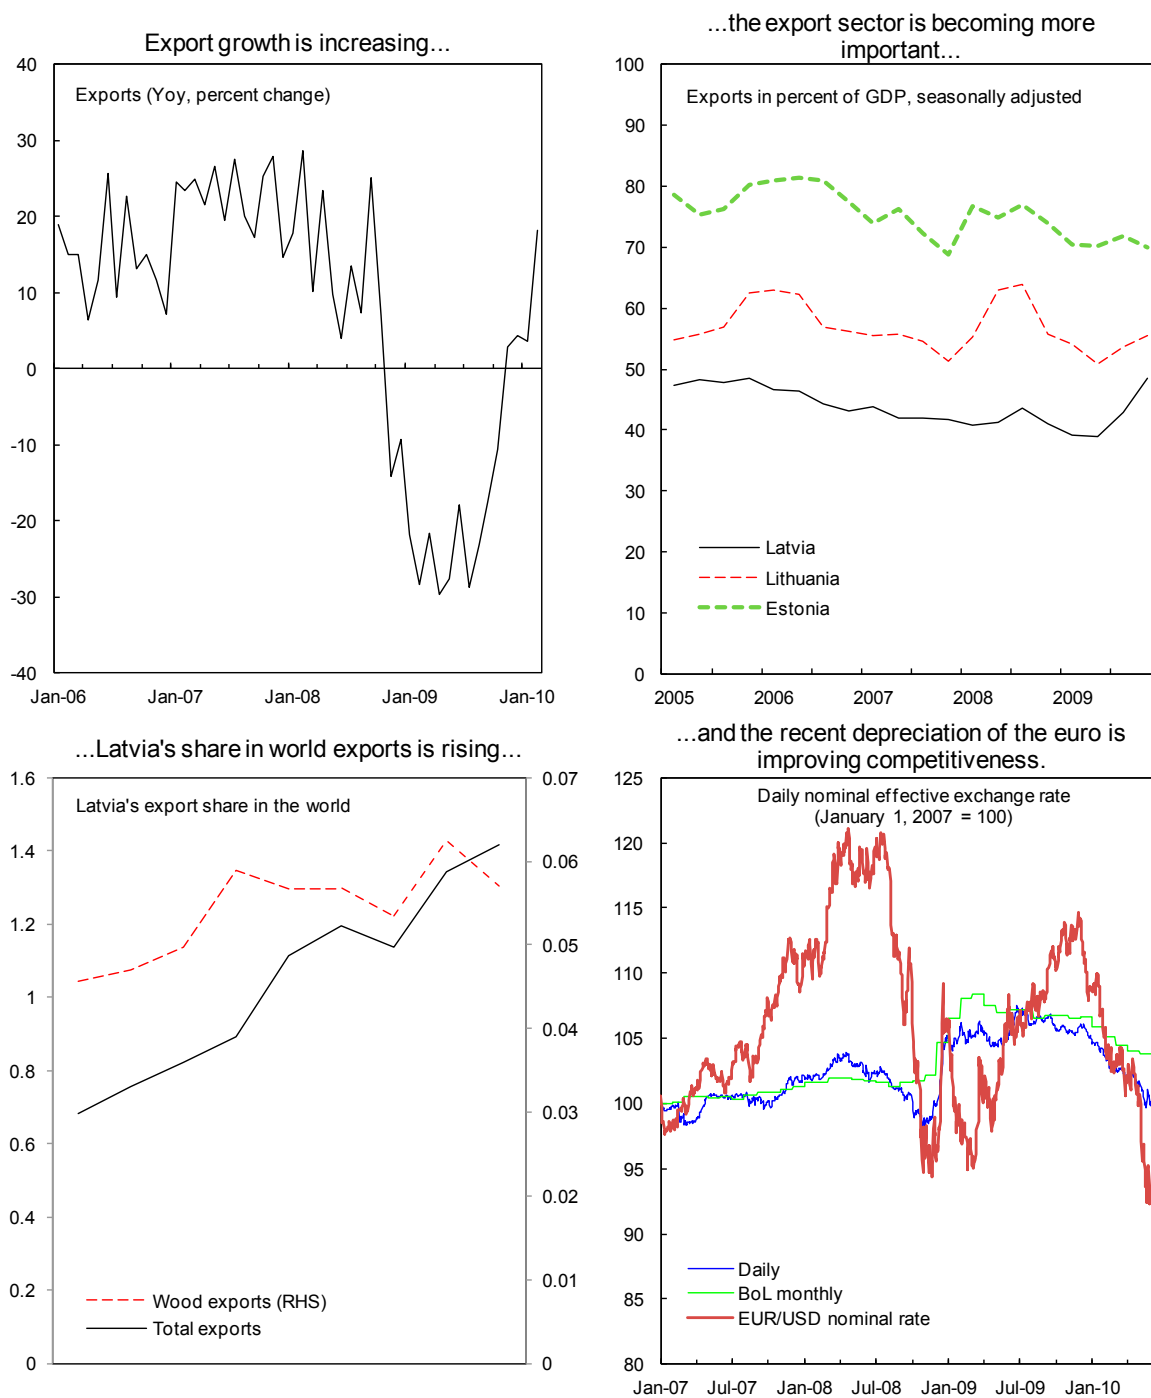 Export growth is increasing...
40
Exports (Yoy, percent change)
30
20
10
0
-10
-20
-30
-40
Jan-06
Jan-07
Jan-08
Jan-09
Jan-10
...the export sector is becoming more
important...
100
Exports in percent of GDP, seasonally adjusted
90
80
70
60
50
40
30
20
10
0
Latvia
Lithuania
Estonia
2005
2006
2007
2008
2009
...Latvia's share in world exports is rising...
1.6
1.4
1.2
1
0.8
0.6
0.4
0.2
0
Latvia's export share in the world
0.07
0.06
0.05
0.04
0.03
0.02
0.01
0
Wood exports (RHS)
Total exports
...and the recent depreciation of the euro is
improving competitiveness.
125
Daily nominal effective exchange rate
(January 1, 2007 = 100)
120
115
110
105
100
95
90
85
80
Daily
BoL monthly
EUR/USD nominal rate
Jan-07
Jul-07
Jan-08
Jul-08
Jan-09
Jul-09
Jan-10